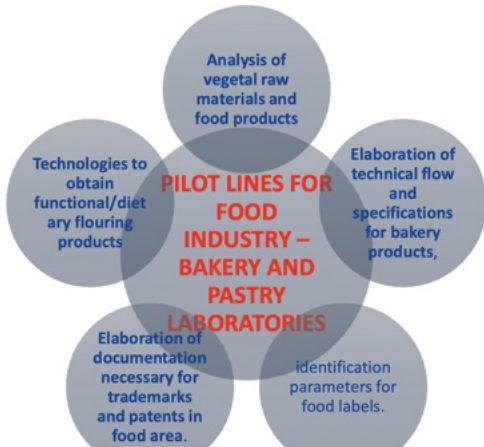 Analysis of
vegetal raw
materials and
food products
Technologies to
obtain
functional/diet
ary flouring
products
PILOT LINES FOR
FOOD
INDUSTRY –
BAKERY AND
PASTRY
LABORATORIES
Elaboration of
technical flow
and
specifications
for bakery
products,
Elaboration of
documentation
necessary for
trademarks
and patents in
food area.
identification
parameters for
food labels.